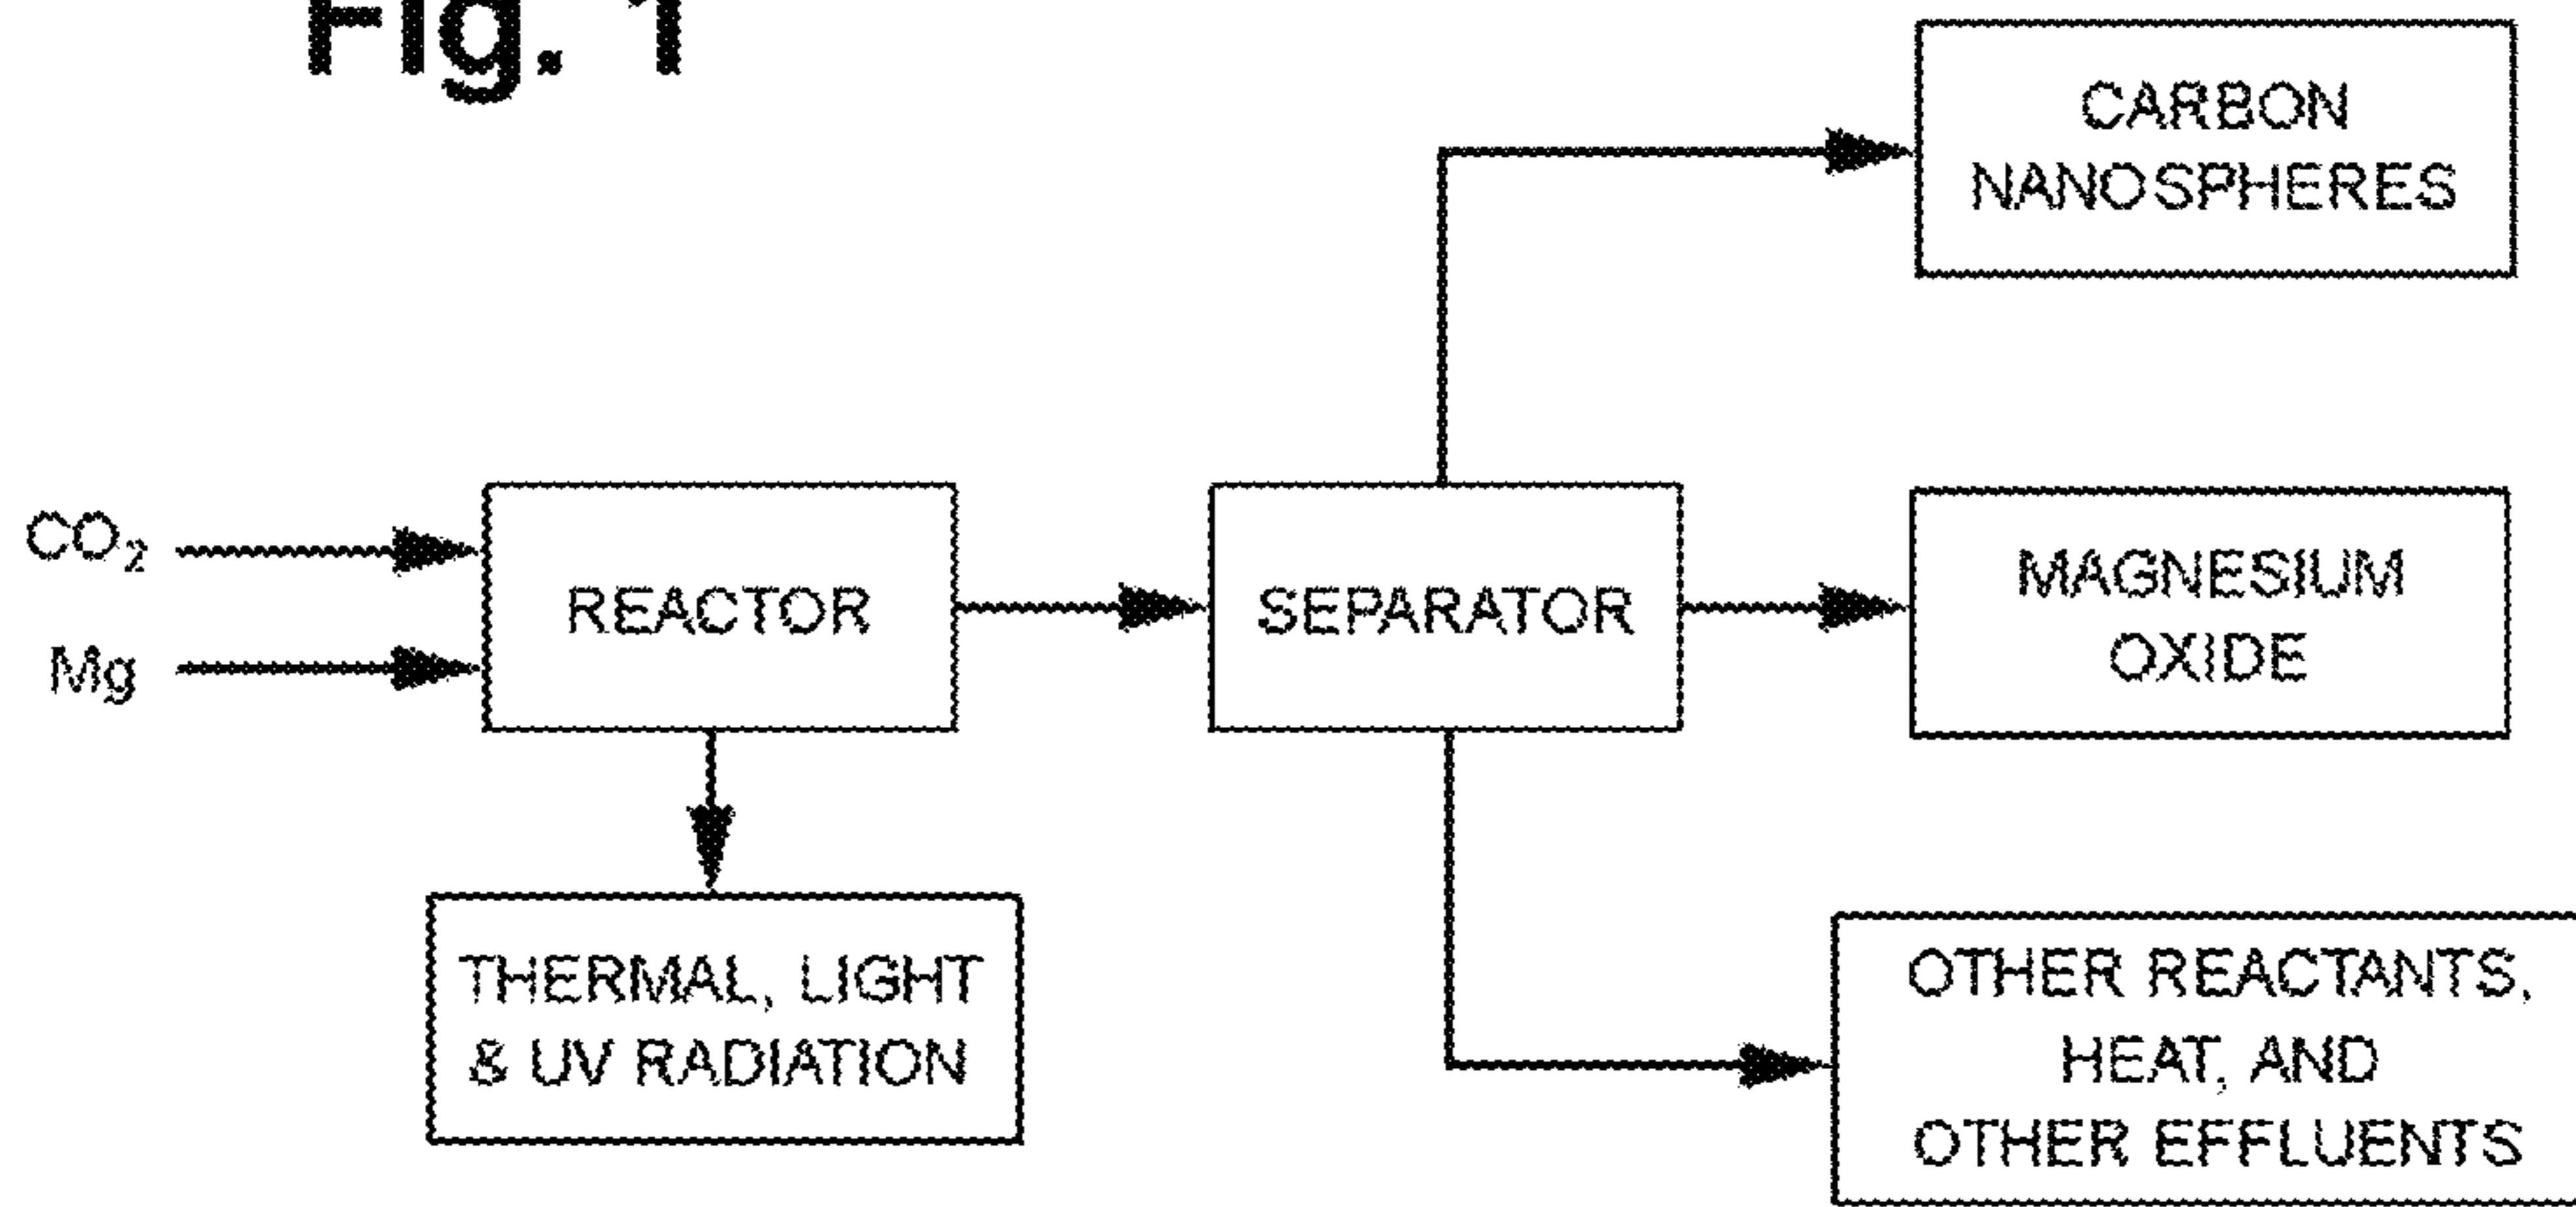 Fig. 1
CARBON
NANOSPHERES
CO₂
Mg
REACTOR
SEPARATOR
MAGNESIUM
OXIDE
THERMAL, LIGHT
& UV RADIATION
OTHER REACTANTS,
HEAT, AND
OTHER EFFLUENTS